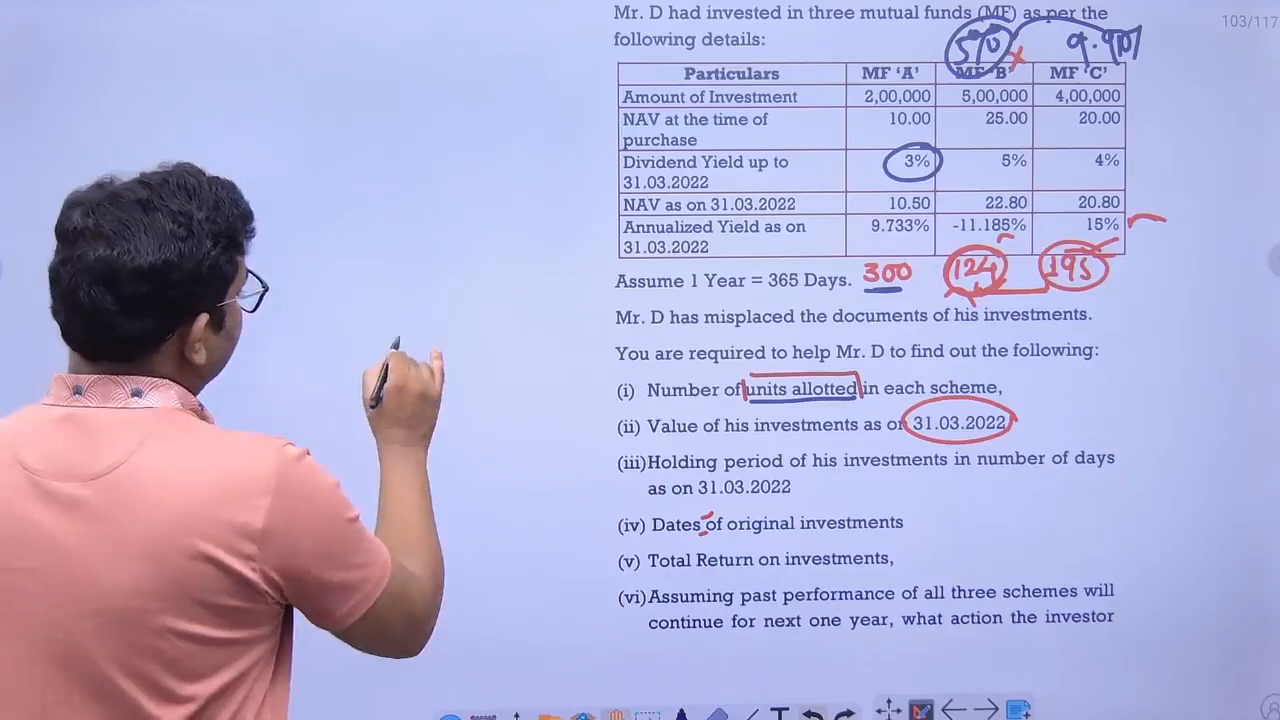 Mr. D had invested in three mutual funds (MF) as per the
103/117
following details:
Particulars MF ‘A’ MF ‘B’ MF ‘C’
Amount of Investment 2,00,000 5,00,000 4,00,000
NAV at the time of purchase 10.00 25.00 20.00
Dividend Yield up to 31.03.2022 3% 5% 4%
NAV as on 31.03.2022 10.50 22.80 20.80
Annualized Yield as on 31.03.2022 9.733% -11.185% 15%
Assume 1 Year = 365 Days. 300 124 195
Mr. D has misplaced the documents of his investments.
You are required to help Mr. D to find out the following:
(i) Number of units allotted in each scheme,
(ii) Value of his investments as on 31.03.2022
(iii) Holding period of his investments in number of days
as on 31.03.2022
(iv) Dates of original investments
(v) Total Return on investments,
(vi) Assuming past performance of all three schemes will
continue for next one year, what action the investor